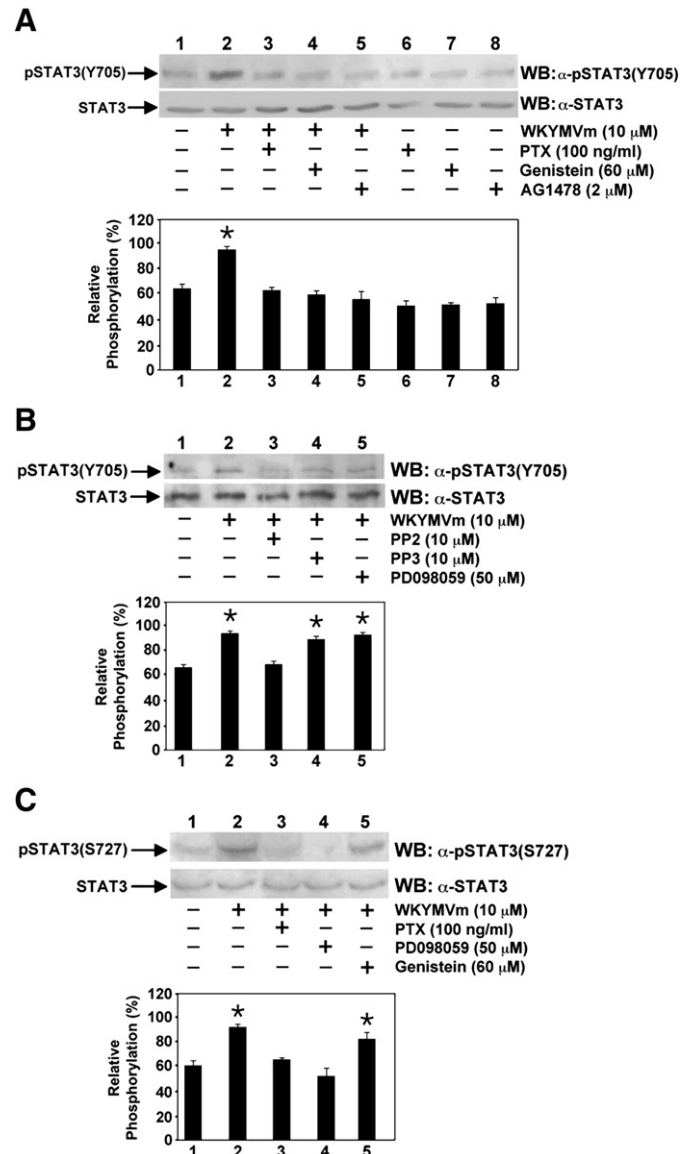 A
1 2 3 4 5 6 7 8
pSTAT3(Y705) WB:α-pSTAT3(Y705)
STAT3 WB:α-STAT3
– + + + + – – – WKYMVm (10 μM)
– – + – – + – – PTX (100 ng/ml)
– – – + – – + – Genistein (60 μM)
– – – – + – – + AG1478 (2 μM)
Relative
Phosphorylation (%)
120
100
80
60
40
20
0
*
1 2 3 4 5 6 7 8
B
1 2 3 4 5
pSTAT3(Y705) WB: α-pSTAT3(Y705)
STAT3 WB: α-STAT3
– + + + + WKYMVm (10 μM)
– – + – – PP2 (10 μM)
– – – + – PP3 (10 μM)
– – – – + PD098059 (50 μM)
Relative
Phosphorylation (%)
120
100
80
60
40
20
0
* * *
1 2 3 4 5
C
1 2 3 4 5
pSTAT3(S727) WB: α-pSTAT3(S727)
STAT3 WB: α-STAT3
– + + + + WKYMVm (10 μM)
– – + – – PTX (100 ng/ml)
– – – + – PD098059 (50 μM)
– – – – + Genistein (60 μM)
Relative
Phosphorylation (%)
120
100
80
60
40
20
0
* *
1 2 3 4 5